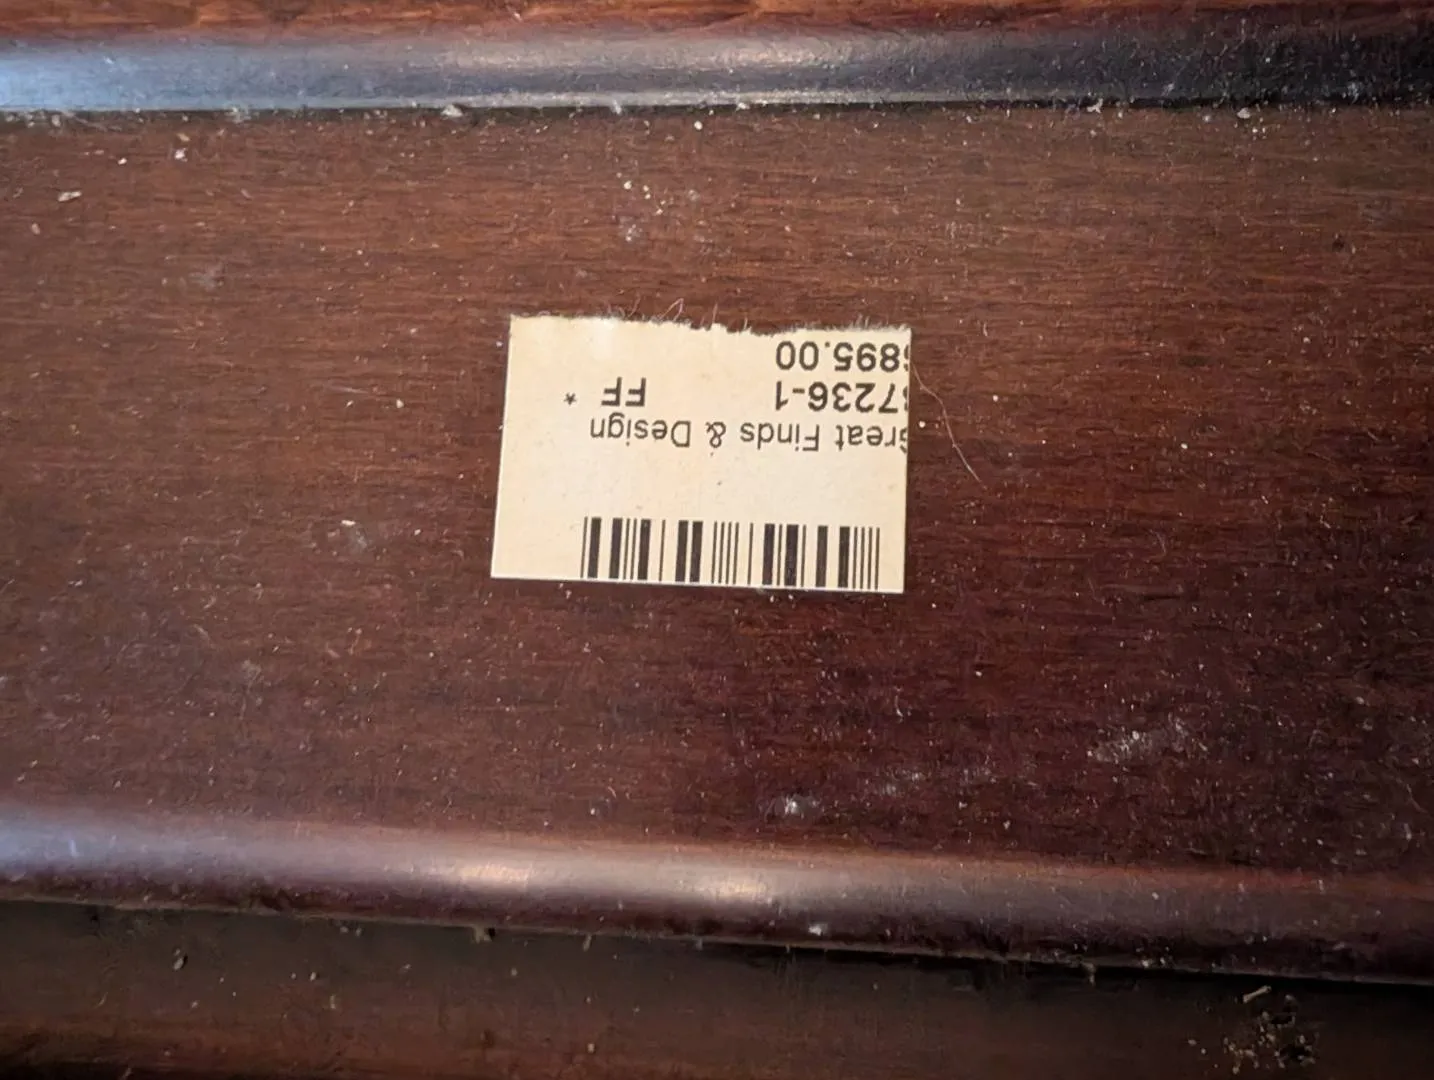 Great Finds & Design
7236-1 FF *
895.00